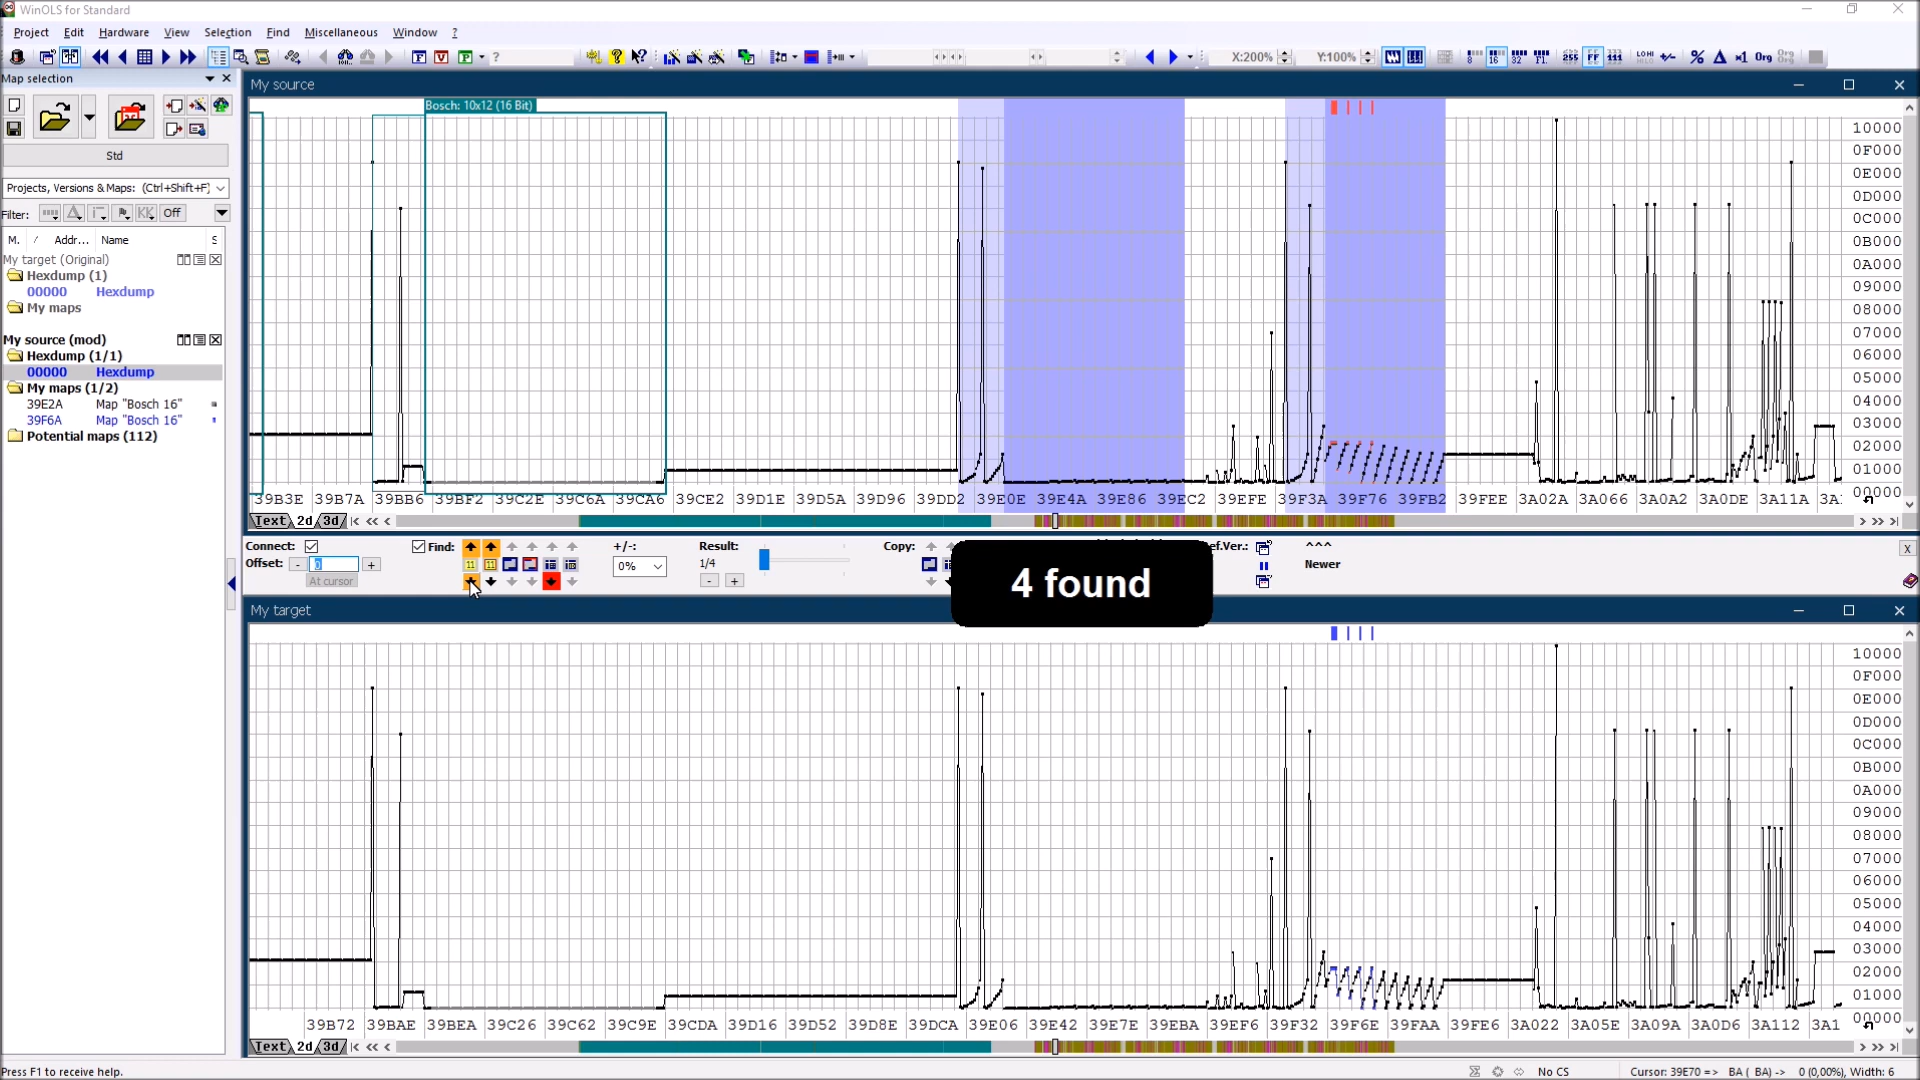 WinOLS for Standard
Project Edit Hardware View Selection Find Miscellaneous Window ?
X:200% Y:100%
Map selection
My source
Bosch: 10x12 (16 Bit)
Std
Projects, Versions & Maps: (Ctrl+Shift+F)
Filter: Off
M. / Addr... Name S
My target (Original)
Hexdump (1)
00000 Hexdump
My maps
My source (mod)
Hexdump (1/1)
00000 Hexdump
My maps (1/2)
39E2A Map "Bosch 16"
39F6A Map "Bosch 16"
Potential maps (112)
10000
0F000
0E000
0D000
0C000
0B000
0A000
09000
08000
07000
06000
05000
04000
03000
02000
01000
00000
39B3E 39B7A 39BB6 39BF2 39C2E 39C6A 39CA6 39CE2 39D1E 39D5A 39D96 39DD2 39E0E 39E4A 39E86 39EC2 39EFE 39F3A 39F76 39FB2 39FEE 3A02A 3A066 3A0A2 3A0DE 3A11A 3A
Text 2d 3d
Connect: Find: +/-: Result: Copy: ef.Ver.: ^^^
Offset: - 0 + 0% 1/4 Newer
At cursor - +
4 found
My target
10000
0F000
0E000
0D000
0C000
0B000
0A000
09000
08000
07000
06000
05000
04000
03000
02000
01000
00000
39B72 39BAE 39BEA 39C26 39C62 39C9E 39CDA 39D16 39D52 39D8E 39DCA 39E06 39E42 39E7E 39EBA 39EF6 39F32 39F6E 39FAA 39FE6 3A022 3A05E 3A09A 3A0D6 3A112 3A1
Text 2d 3d
Press F1 to receive help.
No CS Cursor: 39E70 => BA ( BA) -> 0 (0,00%), Width: 6